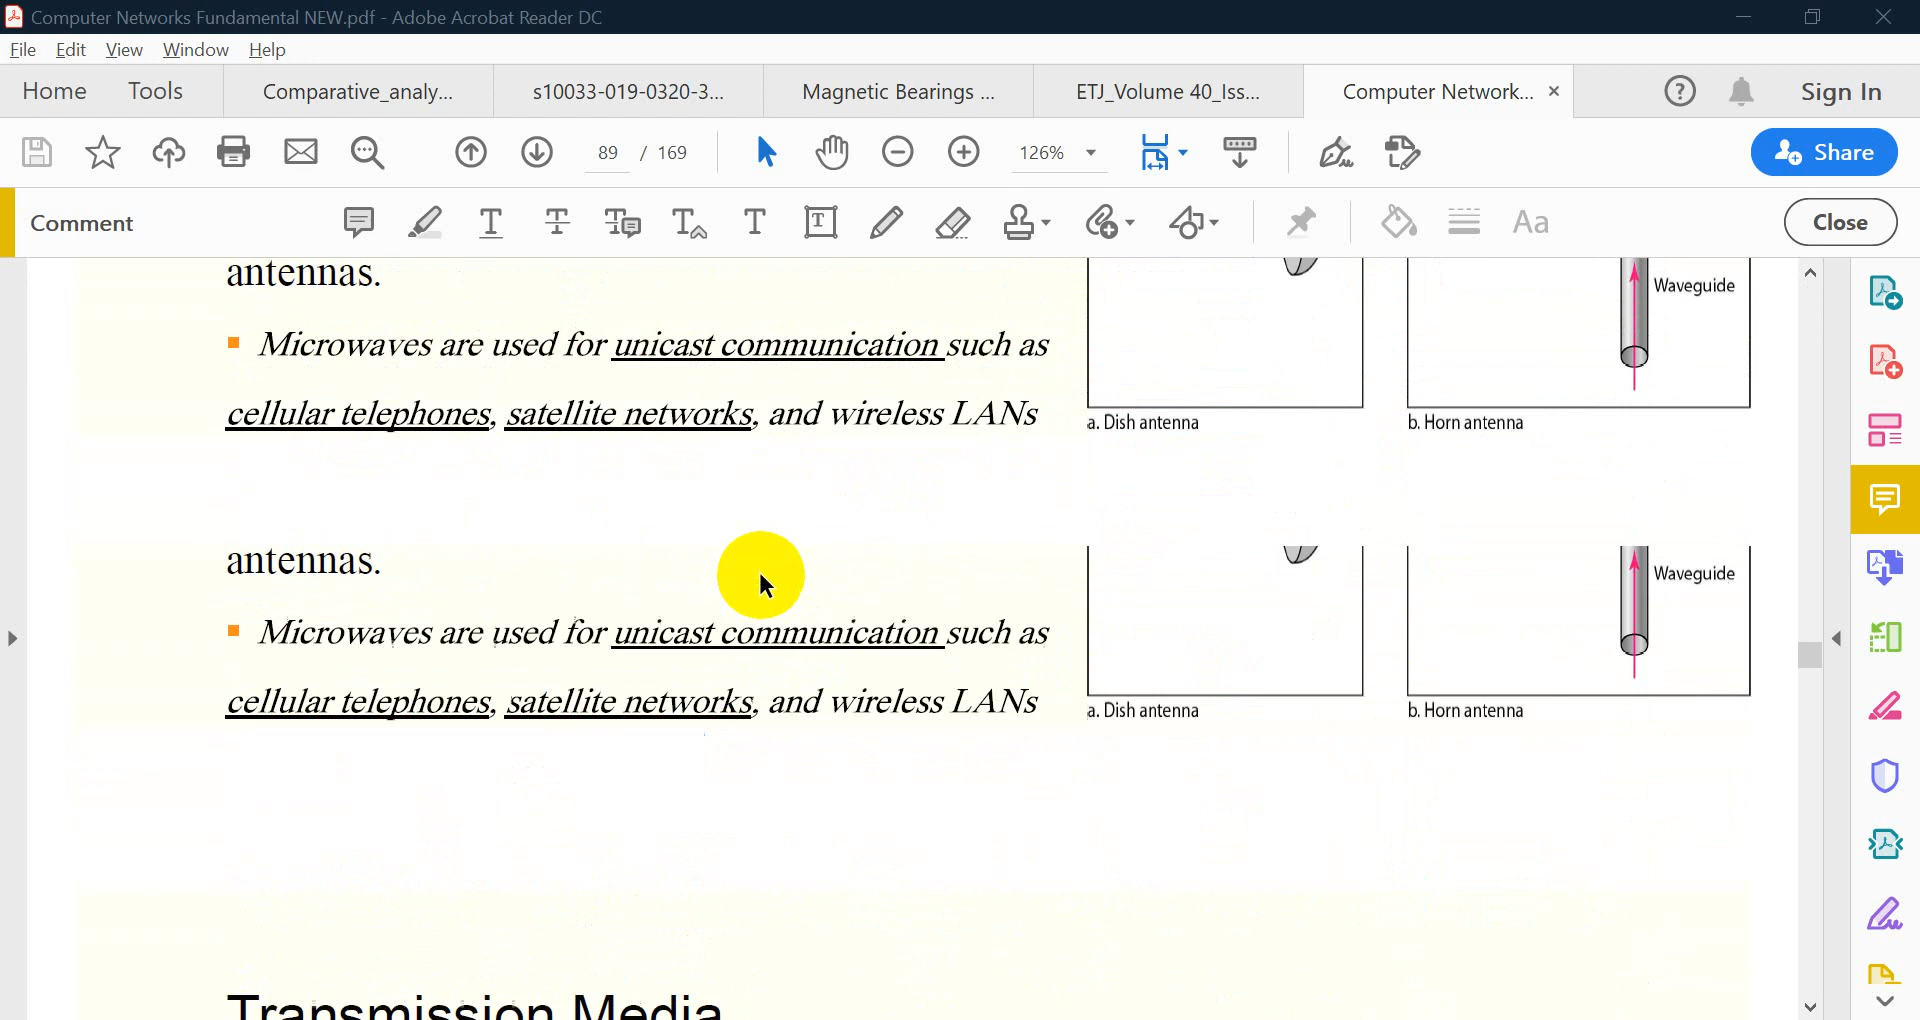 Computer Networks Fundamental NEW.pdf - Adobe Acrobat Reader DC
File Edit View Window Help
Home Tools Comparative_analy... s10033-019-0320-3... Magnetic Bearings ... ETJ_Volume 40_Iss... Computer Network... × Sign In
89 / 169 126% Share
Comment Aa Close
antennas.
Waveguide
Microwaves are used for unicast communication such as
cellular telephones, satellite networks, and wireless LANs
a. Dish antenna b. Horn antenna
antennas.
Waveguide
Microwaves are used for unicast communication such as
cellular telephones, satellite networks, and wireless LANs
a. Dish antenna b. Horn antenna
Transmission Media